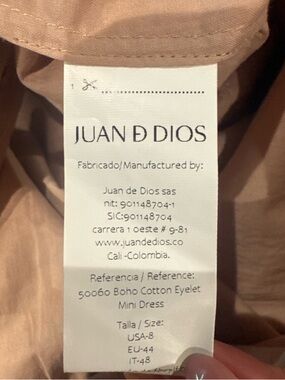 JUAN D DIOS
Fabricado/Manufactured by:
Juan de Dios sas
nit: 901148704-1
SIC:901148704
carrera 1 oeste # 9-81
www.juandedios.co
Cali -Colombia.
Referencia / Reference:
50060 Boho Cotton Eyelet
Mini Dress
Talla / Size:
USA-8
EU-44
IT-48